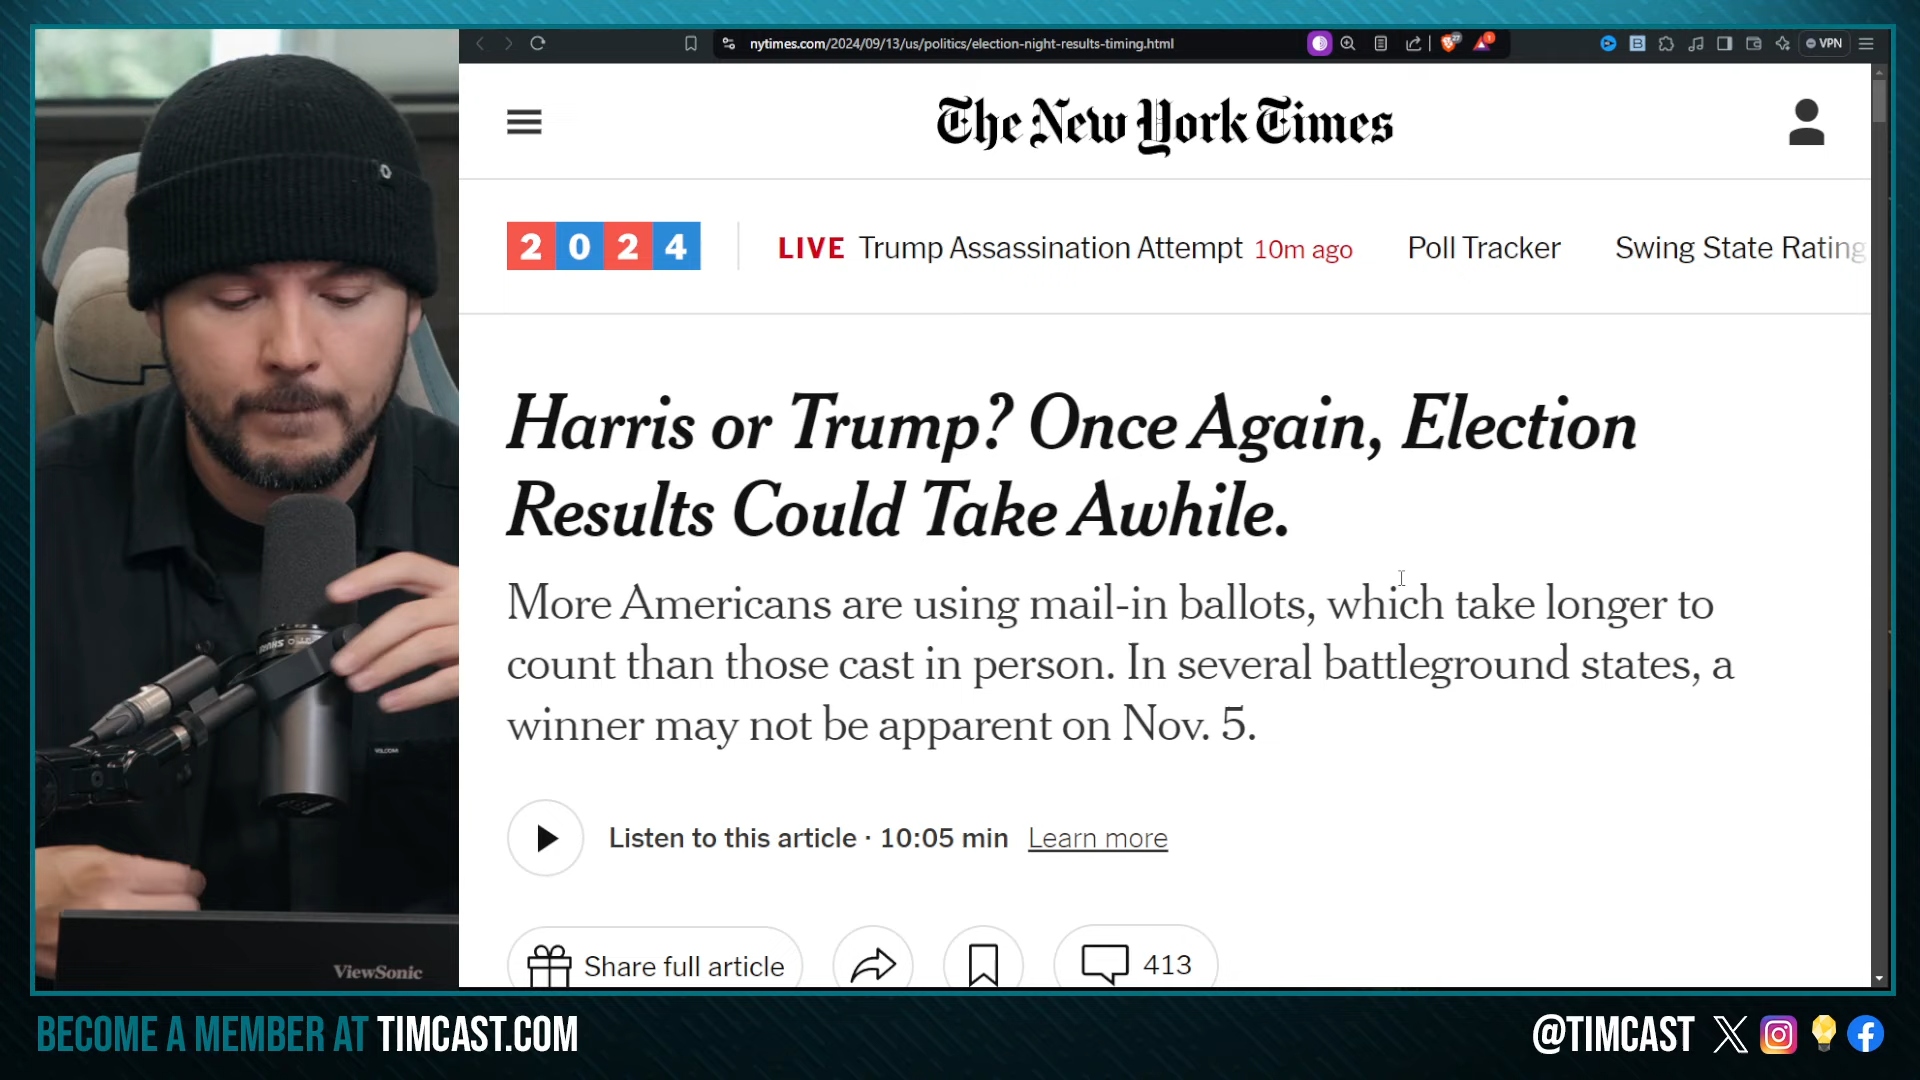 nytimes.com/2024/09/13/us/politics/election-night-results-timing.html
VPN
The New York Times
2024
LIVE Trump Assassination Attempt 10m ago
Poll Tracker
Swing State Rating
Harris or Trump? Once Again, Election
Results Could Take Awhile.
More Americans are using mail-in ballots, which take longer to
count than those cast in person. In several battleground states, a
winner may not be apparent on Nov. 5.
Listen to this article · 10:05 min Learn more
Share full article
413
ViewSonic
BECOME A MEMBER AT TIMCAST.COM
@TIMCAST